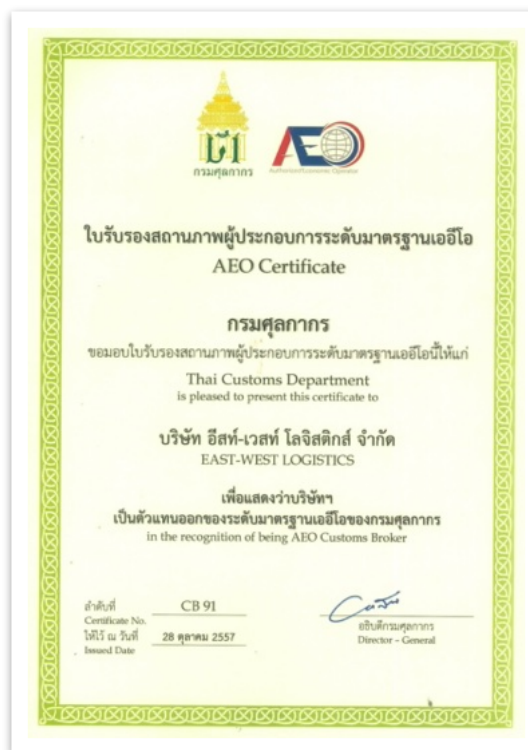 กรมศุลกากร
AEO
Authorized Economic Operator
ใบรับรองสถานภาพผู้ประกอบการระดับมาตรฐานเออีโอ
AEO Certificate
กรมศุลกากร
ขอมอบใบรับรองสถานภาพผู้ประกอบการระดับมาตรฐานเออีโอนี้ให้แก่
Thai Customs Department
is pleased to present this certificate to
บริษัท อีสท์-เวสท์ โลจิสติกส์ จำกัด
EAST-WEST LOGISTICS
เพื่อแสดงว่าบริษัทฯ
เป็นตัวแทนออกของระดับมาตรฐานเออีโอของกรมศุลกากร
in the recognition of being AEO Customs Broker
ลำดับที่ CB 91
Certificate No.
ให้ไว้ ณ วันที่ 28 ตุลาคม 2557
Issued Date
อธิบดีกรมศุลกากร
Director - General